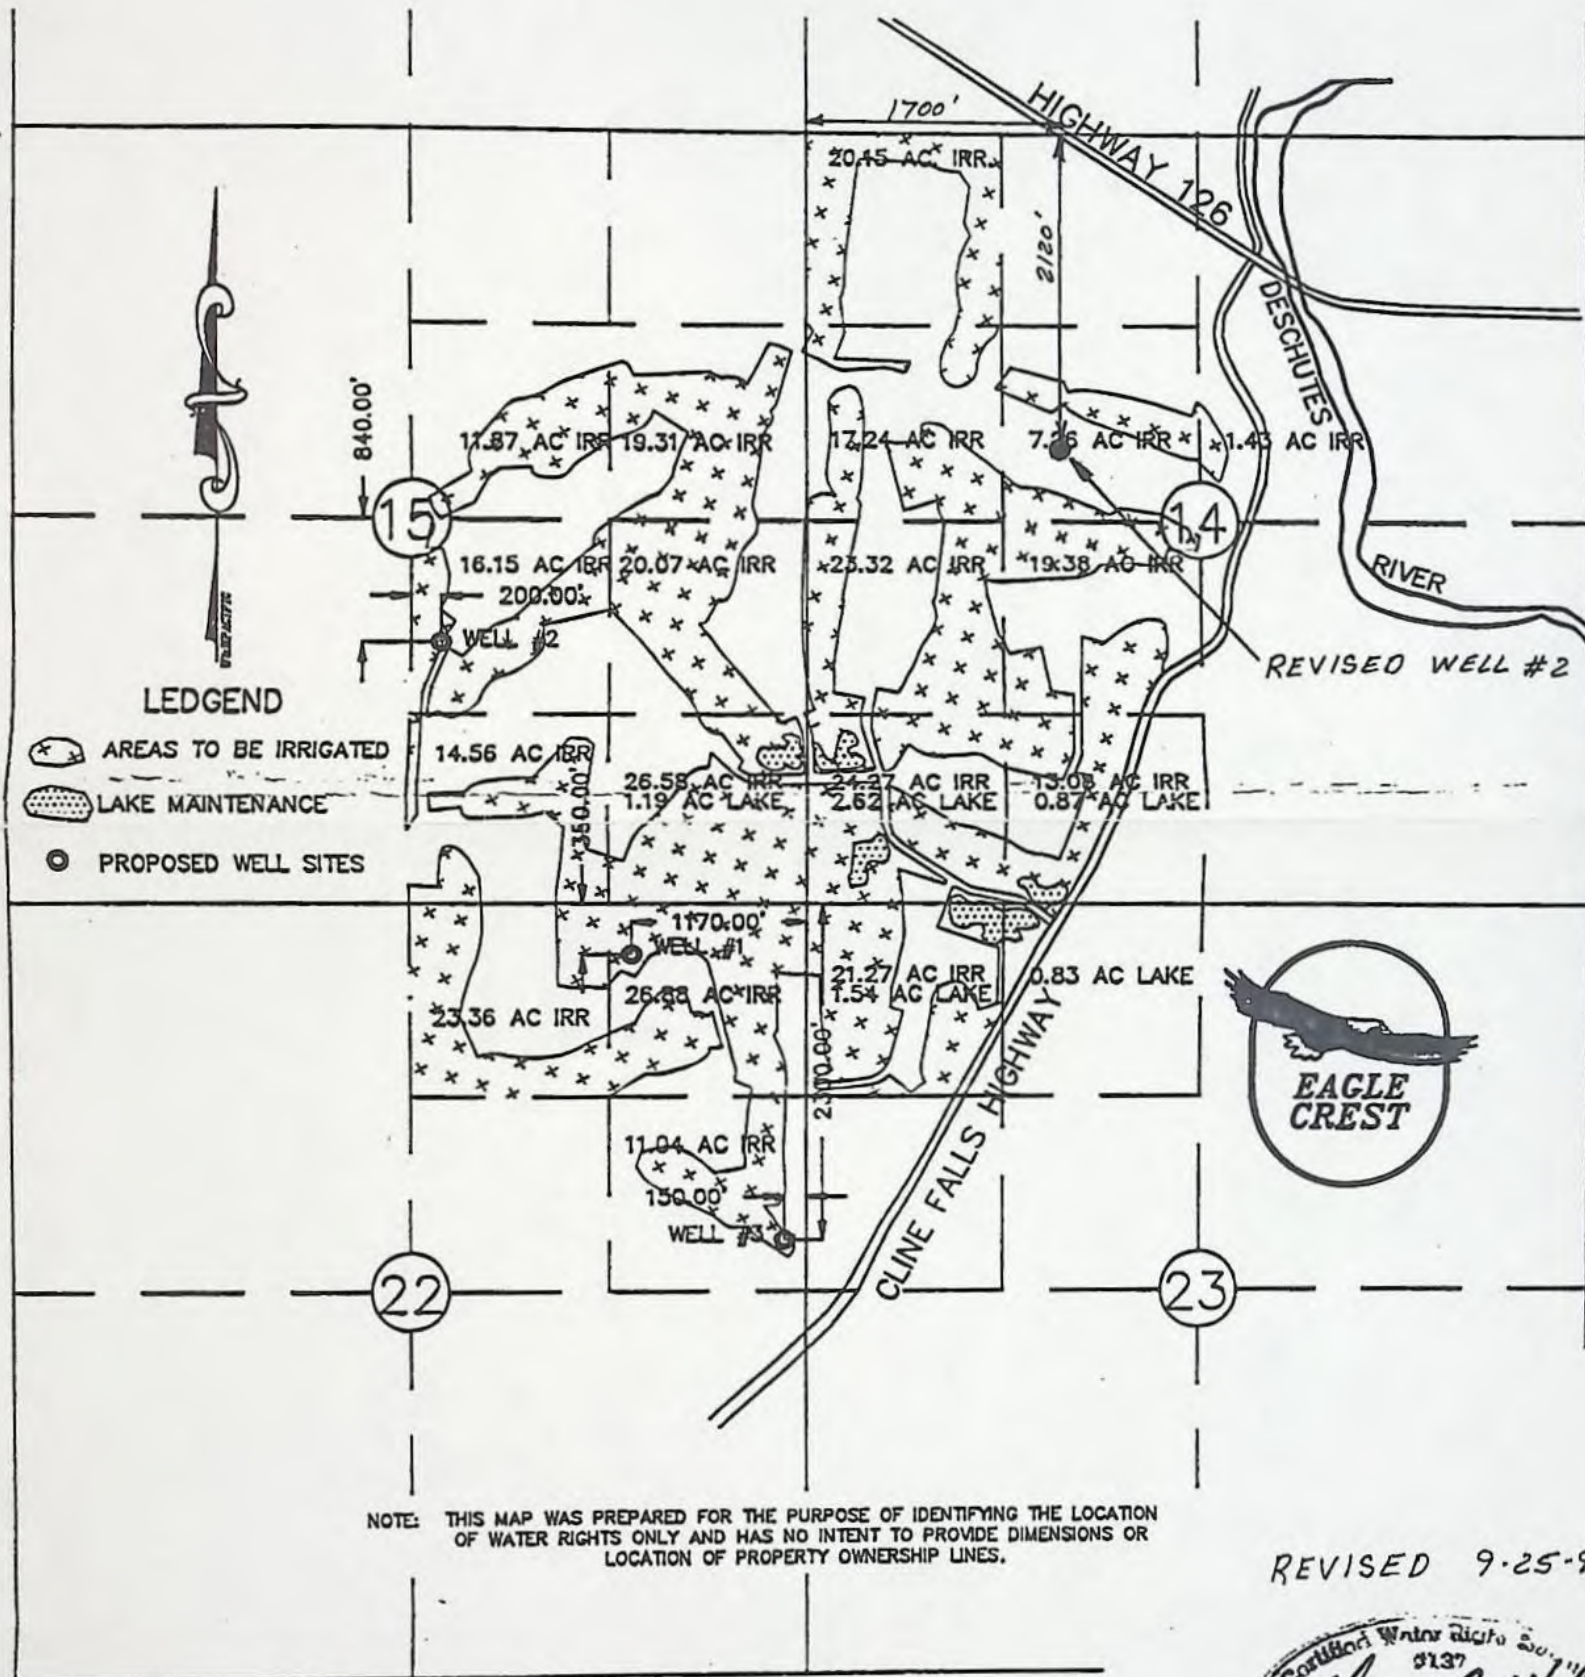 1700'
HIGHWAY 126
20.15 AC. IRR.
2120'
DESCHUTES
RIVER
840.00'
11.87 AC IRR
19.31 AC IRR
17.24 AC IRR
7.26 AC IRR
1.43 AC IRR
15
14
16.15 AC IRR
20.07 AC IRR
23.32 AC IRR
19.38 AC IRR
200.00'
WELL #2
REVISED WELL #2
LEDGEND
AREAS TO BE IRRIGATED
LAKE MAINTENANCE
PROPOSED WELL SITES
14.56 AC IRR
350.00'
26.58 AC IRR
1.19 AC LAKE
24.27 AC IRR
2.62 AC LAKE
13.08 AC IRR
0.87 AC LAKE
1170.00'
WELL #1
23.36 AC IRR
26.88 AC IRR
21.27 AC IRR
1.54 AC LAKE
0.83 AC LAKE
2300.00'
11.04 AC IRR
150.00'
WELL #3
CLINE FALLS HIGHWAY
EAGLE
CREST
22
23
NOTE: THIS MAP WAS PREPARED FOR THE PURPOSE OF IDENTIFYING THE LOCATION
OF WATER RIGHTS ONLY AND HAS NO INTENT TO PROVIDE DIMENSIONS OR
LOCATION OF PROPERTY OWNERSHIP LINES.
REVISED 9-25-9
Certified Water Right
#137